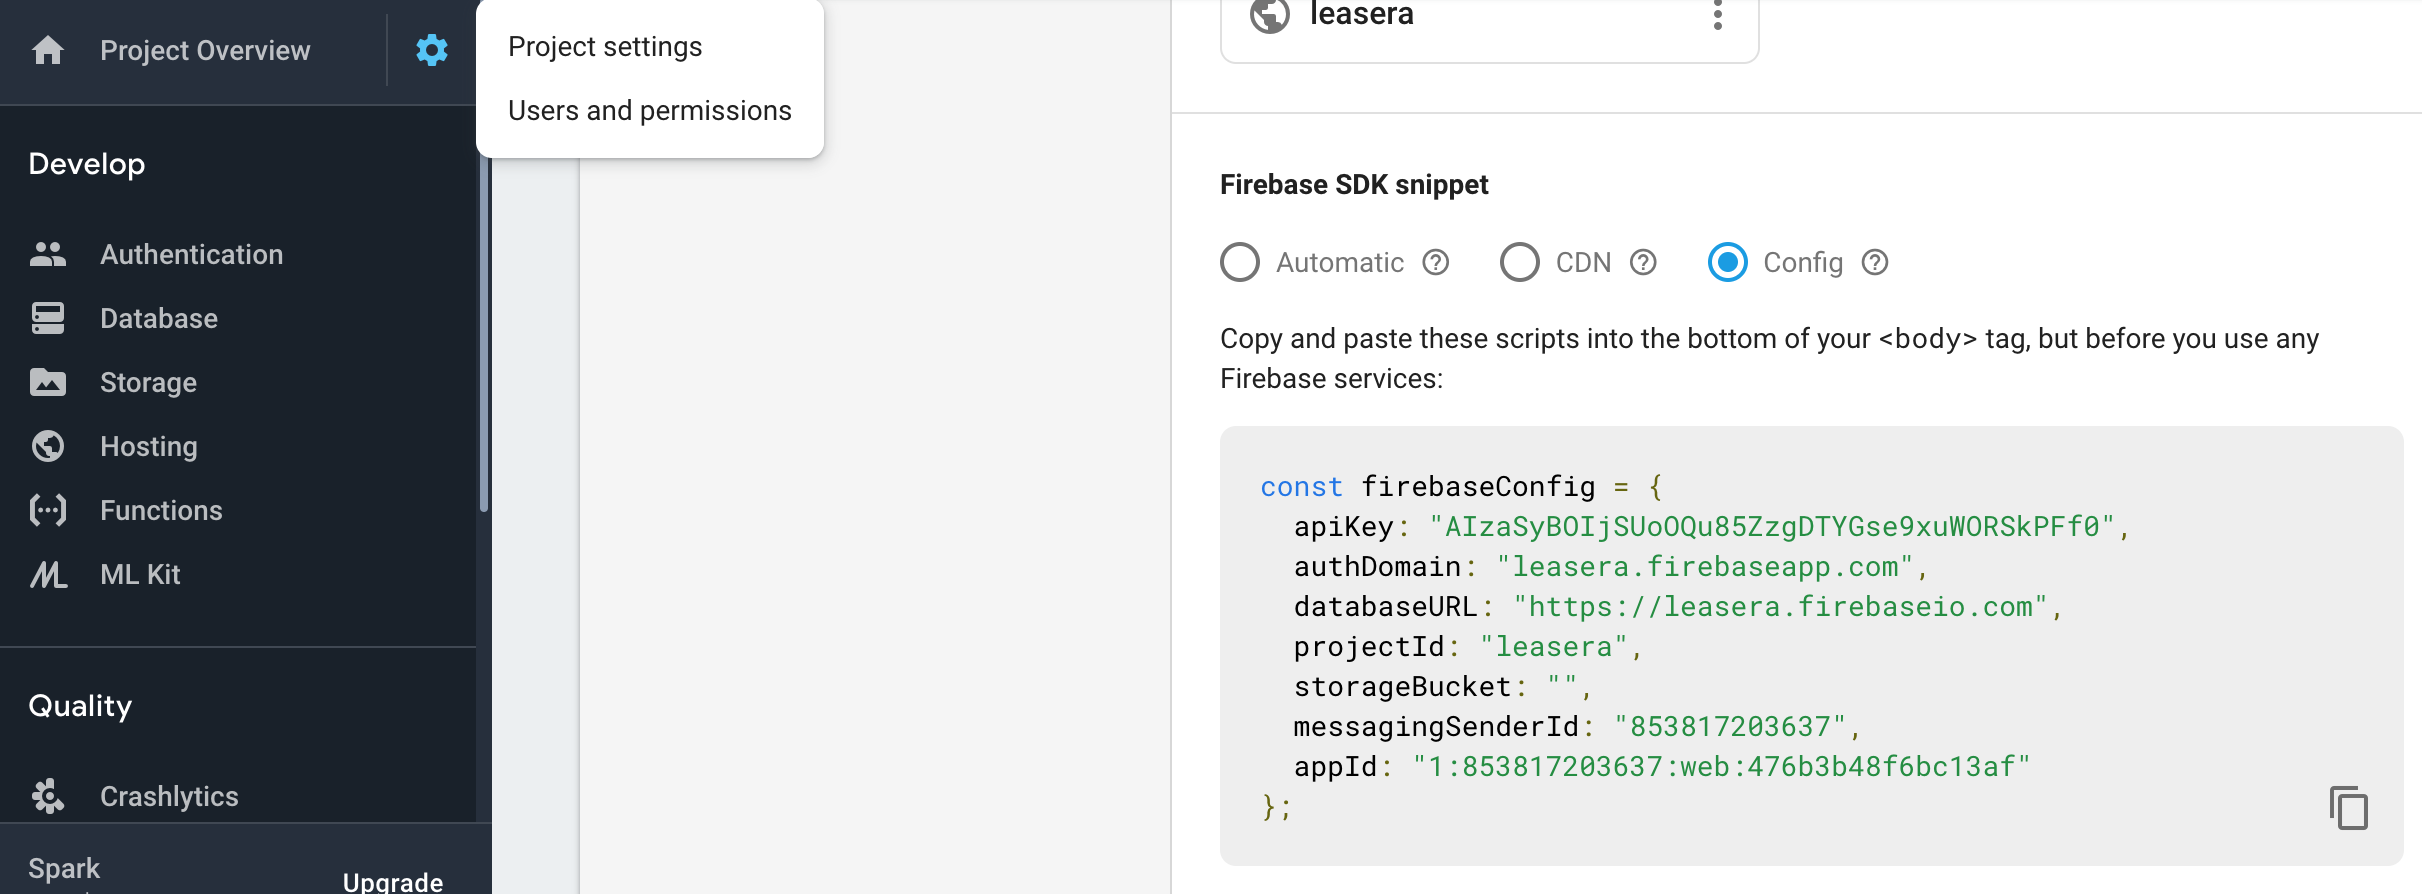 Project Overview
Project settings
Users and permissions
Develop
Authentication
Database
Storage
Hosting
Functions
ML Kit
Quality
Crashlytics
Spark
Upgrade
leasera
Firebase SDK snippet
Automatic
CDN
Config
Copy and paste these scripts into the bottom of your <body> tag, but before you use any
Firebase services:
const firebaseConfig = {
apiKey: "AIzaSyBOIjSUoOQu85ZzgDTYGse9xuWORSkPFf0",
authDomain: "leasera.firebaseapp.com",
databaseURL: "https://leasera.firebaseio.com",
projectId: "leasera",
storageBucket: "",
messagingSenderId: "853817203637",
appId: "1:853817203637:web:476b3b48f6bc13af"
};